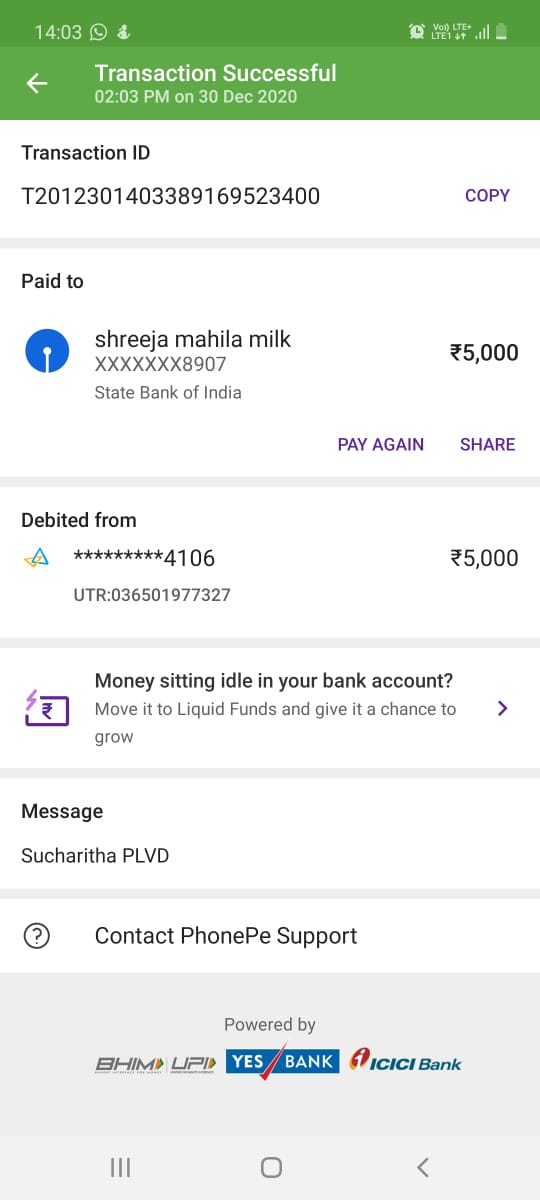 14:03
Vo)) LTE+
LTE1
Transaction Successful
02:03 PM on 30 Dec 2020
Transaction ID
T2012301403389169523400
COPY
Paid to
shreeja mahila milk
XXXXXXX8907
₹5,000
State Bank of India
PAY AGAIN
SHARE
Debited from
*********4106
₹5,000
UTR:036501977327
Money sitting idle in your bank account?
Move it to Liquid Funds and give it a chance to
grow
Message
Sucharitha PLVD
Contact PhonePe Support
Powered by
BHIM UPI YES BANK ICICI Bank